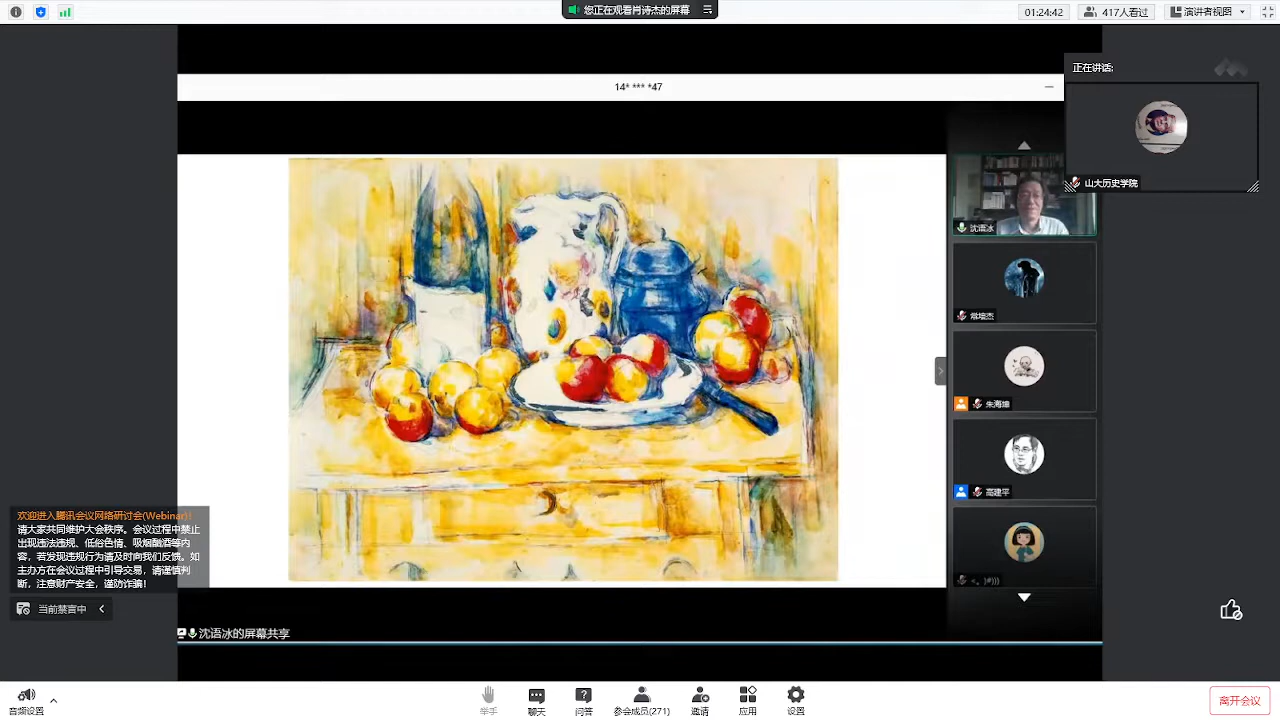 您正在观看肖诗杰的屏幕
01:24:42
417人看过
演讲者视图
14* *** *47
正在讲话:
山大历史学院
沈语冰
常培杰
朱海坤
高建平
<。)#)))
欢迎进入腾讯会议网络研讨会(Webinar)!
请大家共同维护大会秩序。会议过程中禁止
出现违法违规、低俗色情、吸烟酗酒等内
容，若发现违规行为请及时向我们反馈。如
主办方在会议过程中引导交易，请谨慎判
断，注意财产安全，谨防诈骗!
当前禁言中
沈语冰的屏幕共享
音频设置
举手
聊天
问答
参会成员(271)
邀请
应用
设置
离开会议